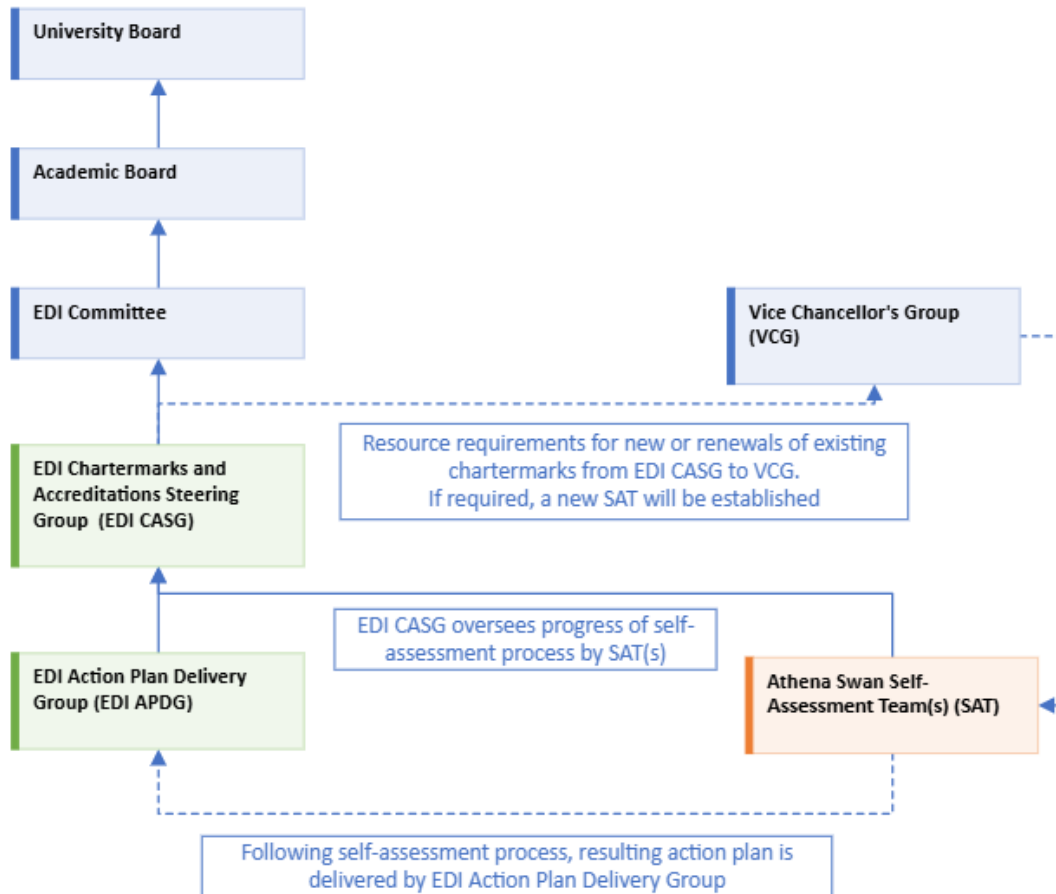 University Board
Academic Board
EDI Committee
Vice Chancellor's Group
(VCG)
Resource requirements for new or renewals of existing
chartermarks from EDI CASG to VCG.
If required, a new SAT will be established
EDI Chartermarks and
Accreditations Steering
Group (EDI CASG)
EDI CASG oversees progress of self-
assessment process by SAT(s)
EDI Action Plan Delivery
Group (EDI APDG)
Athena Swan Self-
Assessment Team(s) (SAT)
Following self-assessment process, resulting action plan is
delivered by EDI Action Plan Delivery Group